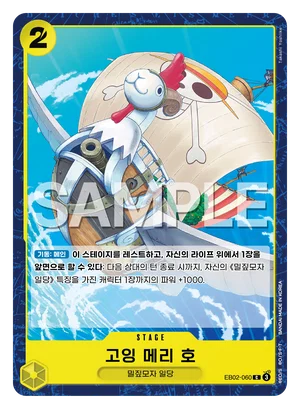 2
SAMPLE
기동: 메인 이 스테이지를 레스트하고, 자신의 라이프 위에서 1장을
앞면으로 할 수 있다: 다음 상대의 턴 종료 시까지, 자신의 《밀짚모자
일당》 특징을 가진 캐릭터 1장까지의 파워 +1000.
STAGE
고잉 메리 호
밀짚모자 일당
EB02-060 C 3